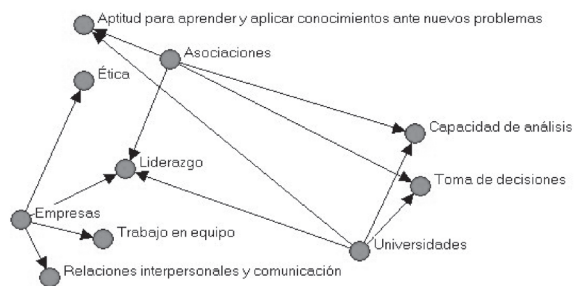 Aptitud para aprender y aplicar conocimientos ante nuevos problemas
Asociaciones
Ética
Capacidad de análisis
Liderazgo
Toma de decisiones
Empresas
Trabajo en equipo
Universidades
Relaciones interpersonales y comunicación